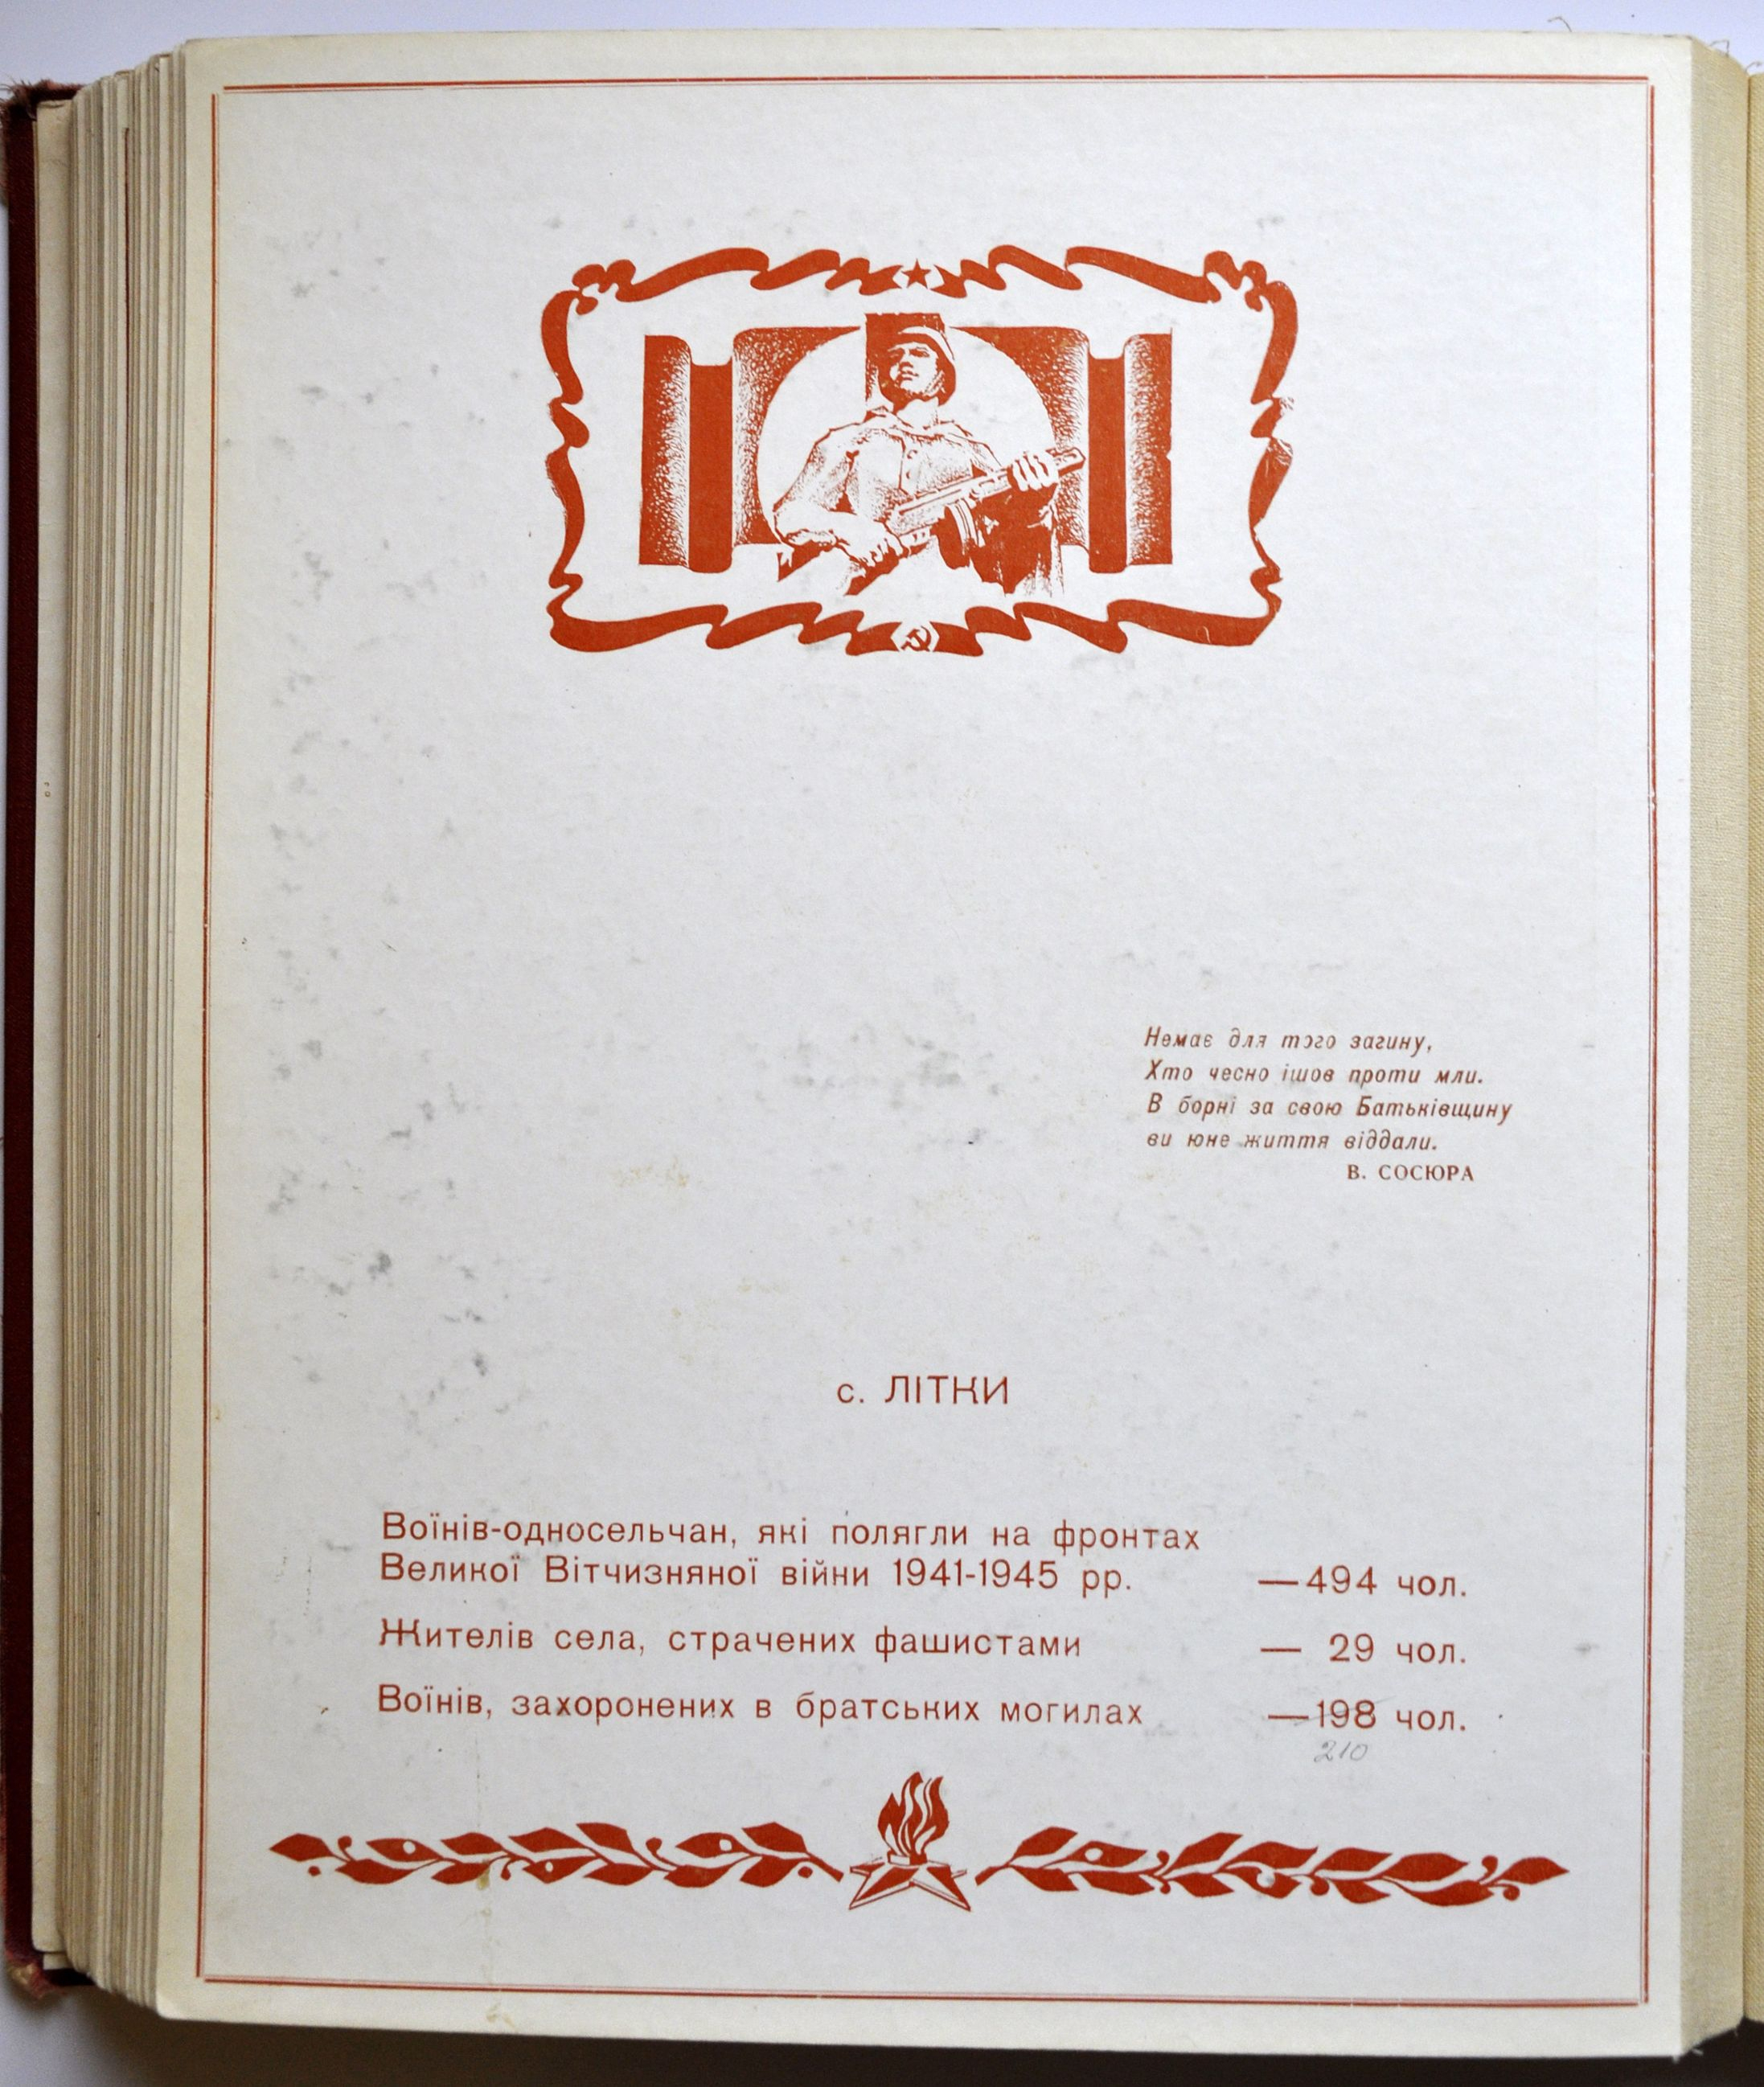 Немає для того загину,
Хто чесно ішов проти мли.
В борні за свою Батьківщину
ви юне життя віддали.
В. СОСЮРА
с. ЛІТКИ
Воїнів-односельчан, які полягли на фронтах
Великої Вітчизняної війни 1941-1945 рр. —494 чол.
Жителів села, страчених фашистами — 29 чол.
Воїнів, захоронених в братських могилах —198 чол.
210